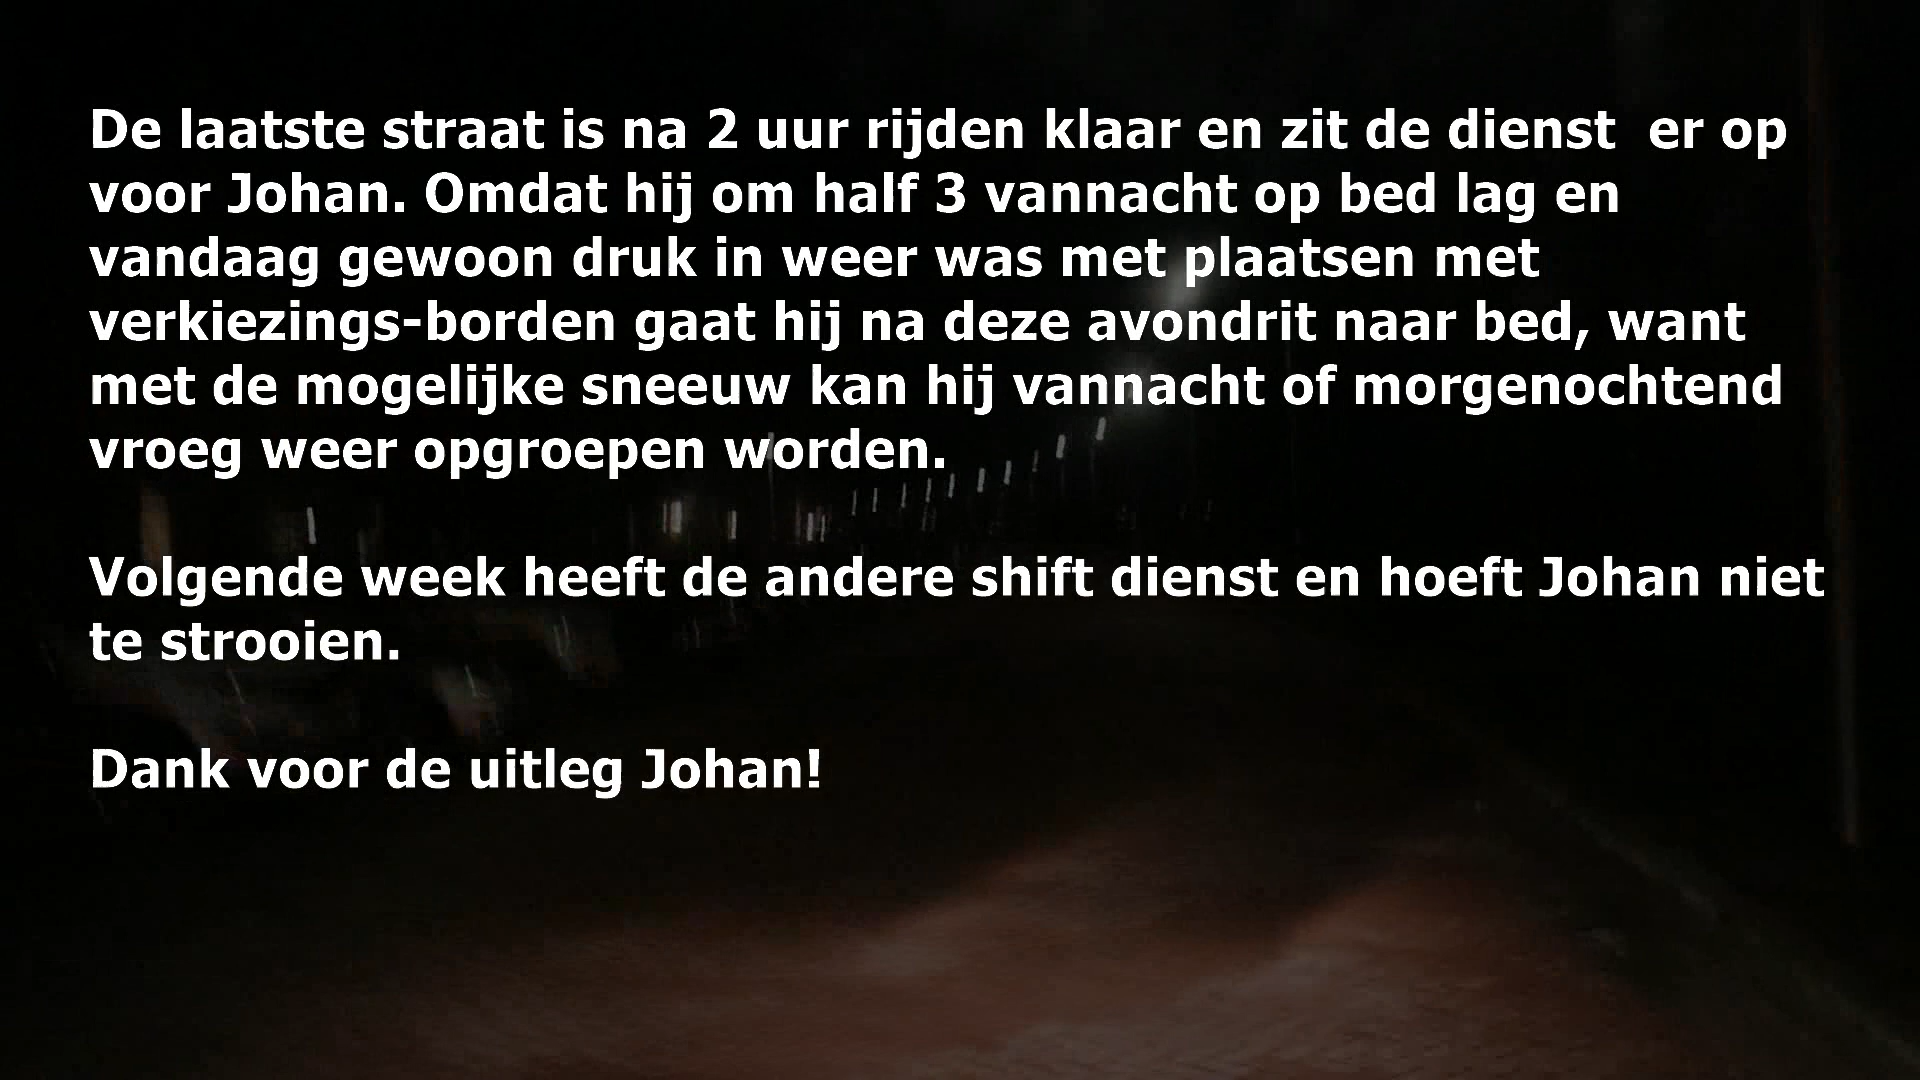 De laatste straat is na 2 uur rijden klaar en zit de dienst  er op
voor Johan. Omdat hij om half 3 vannacht op bed lag en
vandaag gewoon druk in weer was met plaatsen met
verkiezings-borden gaat hij na deze avondrit naar bed, want
met de mogelijke sneeuw kan hij vannacht of morgenochtend
vroeg weer opgroepen worden.
Volgende week heeft de andere shift dienst en hoeft Johan niet
te strooien.
Dank voor de uitleg Johan!